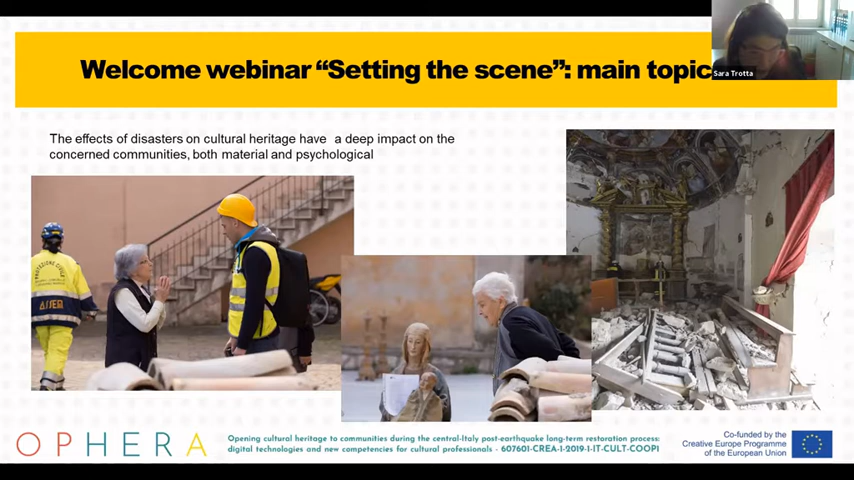 Welcome webinar “Setting the scene”: main topic
Sara Trotta
The effects of disasters on cultural heritage have a deep impact on the
concerned communities, both material and psychological
OPHERA
Opening cultural heritage to communities during the central-Italy post-earthquake long-term restoration process:
digital technologies and new competencies for cultural professionals - 607601-CREA-1-2019-1-IT-CULT-COOP1
Co-funded by the
Creative Europe Programme
of the European Union